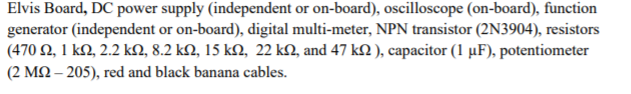 Elvis Board, DC power supply (independent or on-board), oscilloscope (on-board), function
generator (independent or on-board), digital multi-meter, NPN transistor (2N3904), resistors
(470 Ω, 1 kΩ, 2.2 kΩ, 8.2 kΩ, 15 kΩ,  22 kΩ, and 47 kΩ ), capacitor (1 μF), potentiometer
(2 MΩ – 205), red and black banana cables.